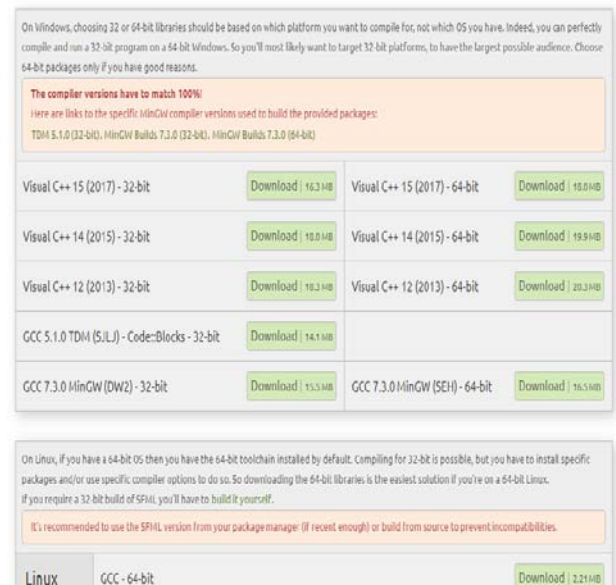 On Windows, choosing 32 or 64-bit libraries should be based on which platform you want to compile for, not which OS you have. Indeed, you can perfectly
compile and run a 32-bit program on a 64-bit Windows. So you'll most likely want to target 32-bit platforms, to have the largest possible audience. Choose
64-bit packages only if you have good reasons.
The compiler versions have to match 100%!
Here are links to the specific MinGW compiler versions used to build the provided packages:
TDM 5.1.0 (32-bit), MinGW Builds 7.3.0 (32-bit), MinGW Builds 7.3.0 (64-bit)
Visual C++ 15 (2017) - 32-bit Download | 16.3 MB Visual C++ 15 (2017) - 64-bit Download | 18.0 MB
Visual C++ 14 (2015) - 32-bit Download | 18.0 MB Visual C++ 14 (2015) - 64-bit Download | 19.9 MB
Visual C++ 12 (2013) - 32-bit Download | 18.3 MB Visual C++ 12 (2013) - 64-bit Download | 20.3 MB
GCC 5.1.0 TDM (SJLJ) - Code::Blocks - 32-bit Download | 14.1 MB
GCC 7.3.0 MinGW (DW2) - 32-bit Download | 15.5 MB GCC 7.3.0 MinGW (SEH) - 64-bit Download | 16.5 MB
On Linux, if you have a 64-bit OS then you have the 64-bit toolchain installed by default. Compiling for 32-bit is possible, but you have to install specific
packages and/or use specific compiler options to do so. So downloading the 64-bit libraries is the easiest solution if you're on a 64-bit Linux.
If you require a 32-bit build of SFML you'll have to build it yourself.
It's recommended to use the SFML version from your package manager (if recent enough) or build from source to prevent incompatibilities.
Linux GCC - 64-bit Download | 2.21 MB